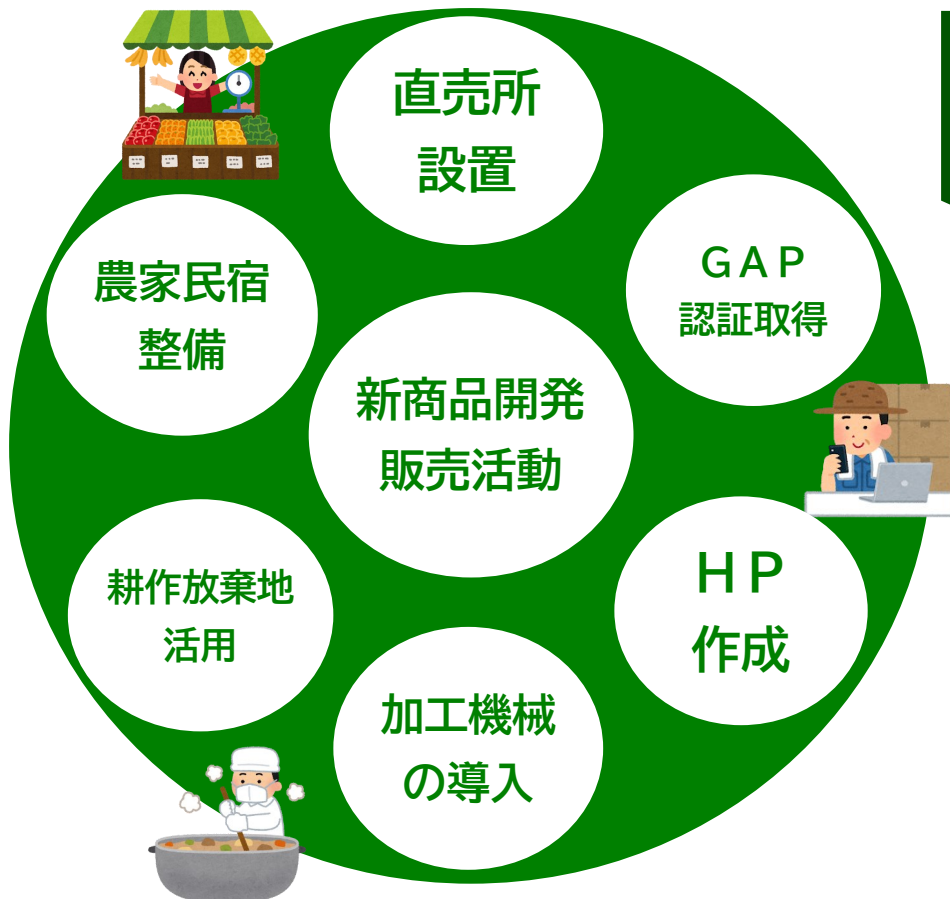 直売所
設置
農家民宿
整備
ＧＡＰ
認証取得
新商品開発
販売活動
耕作放棄地
活用
ＨＰ
作成
加工機械
の導入